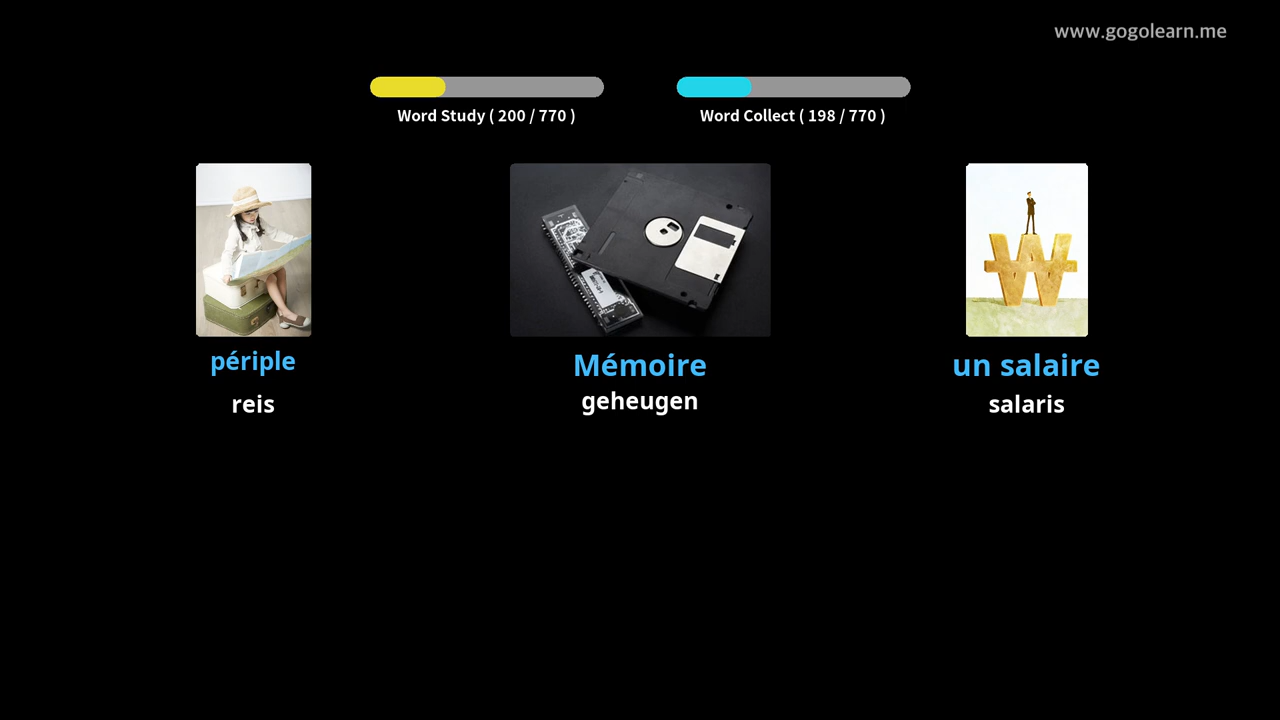 www.gogolearn.me
Word Study ( 200 / 770 )
Word Collect ( 198 / 770 )
périple
Mémoire
un salaire
reis
geheugen
salaris